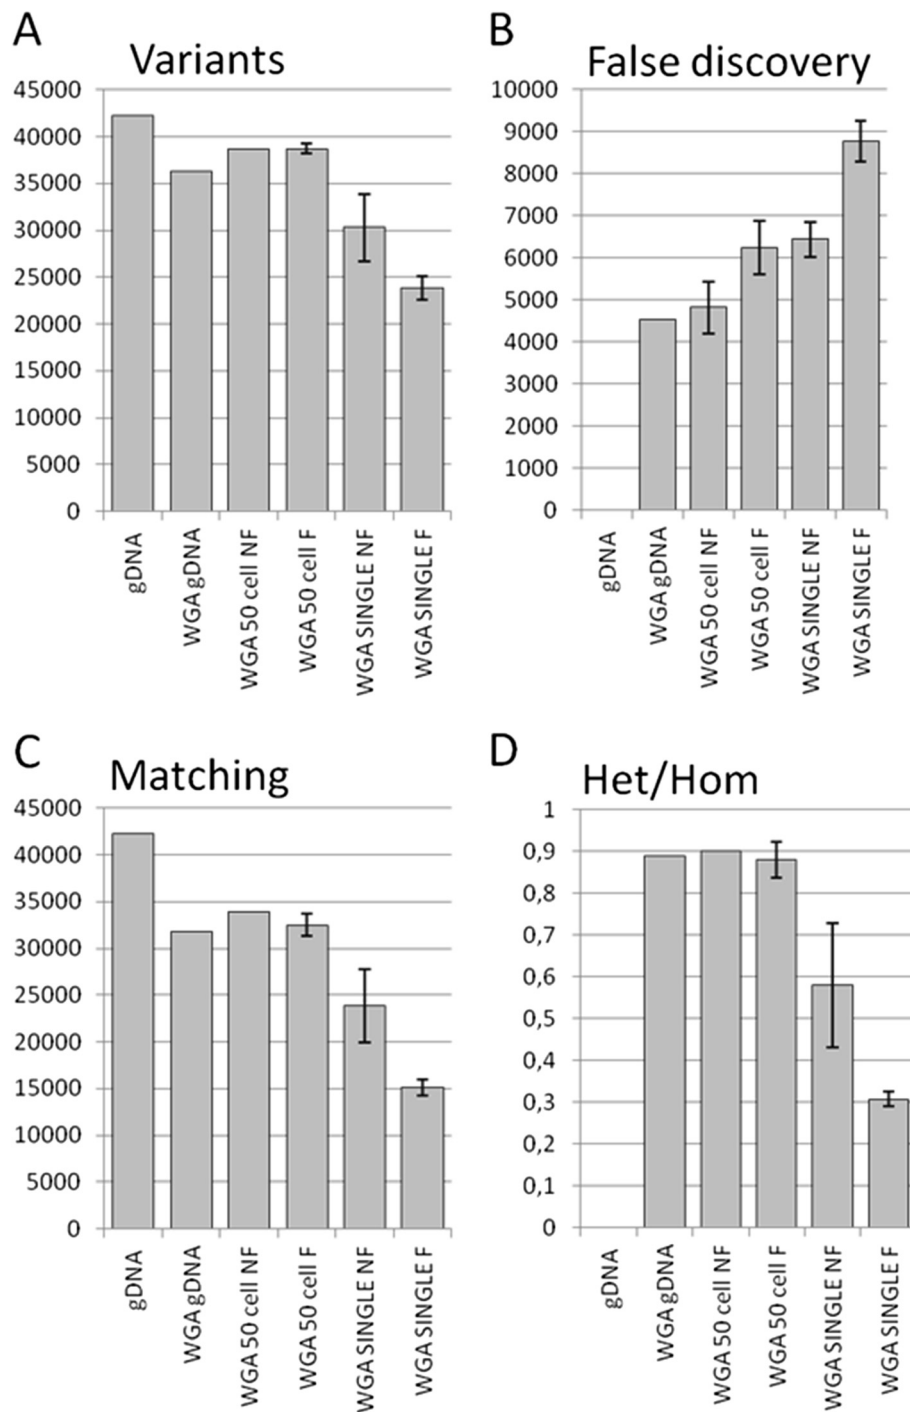 A
Variants
45000
40000
35000
30000
25000
20000
15000
10000
5000
0
gDNA
WGA gDNA
WGA 50 cell NF
WGA 50 cell F
WGA SINGLE NF
WGA SINGLE F
B
False discovery
10000
9000
8000
7000
6000
5000
4000
3000
2000
1000
0
gDNA
WGA gDNA
WGA 50 cell NF
WGA 50 cell F
WGA SINGLE NF
WGA SINGLE F
C
Matching
45000
40000
35000
30000
25000
20000
15000
10000
5000
0
gDNA
WGA gDNA
WGA 50 cell NF
WGA 50 cell F
WGA SINGLE NF
WGA SINGLE F
D
Het/Hom
1
0,9
0,8
0,7
0,6
0,5
0,4
0,3
0,2
0,1
0
gDNA
WGA gDNA
WGA 50 cell NF
WGA 50 cell F
WGA SINGLE NF
WGA SINGLE F